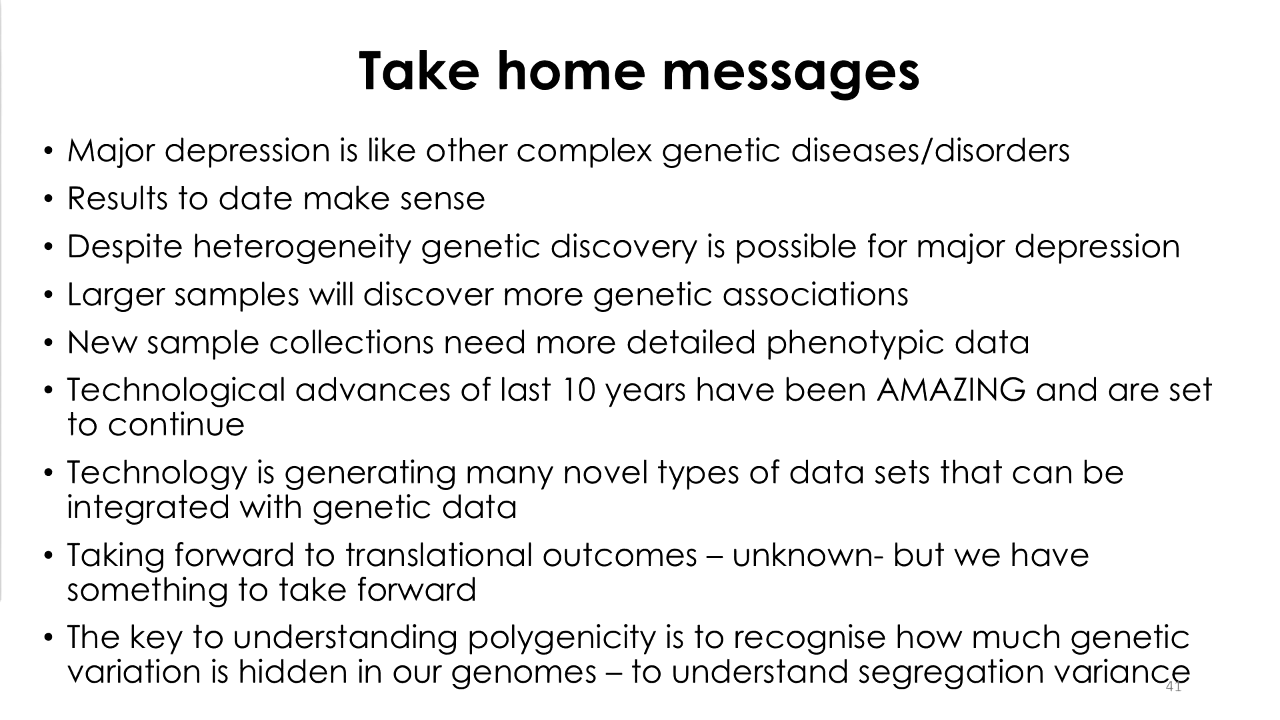 Take home messages
• Major depression is like other complex genetic diseases/disorders
• Results to date make sense
• Despite heterogeneity genetic discovery is possible for major depression
• Larger samples will discover more genetic associations
• New sample collections need more detailed phenotypic data
• Technological advances of last 10 years have been AMAZING and are set
to continue
• Technology is generating many novel types of data sets that can be
integrated with genetic data
• Taking forward to translational outcomes – unknown- but we have
something to take forward
• The key to understanding polygenicity is to recognise how much genetic
variation is hidden in our genomes – to understand segregation variance
41